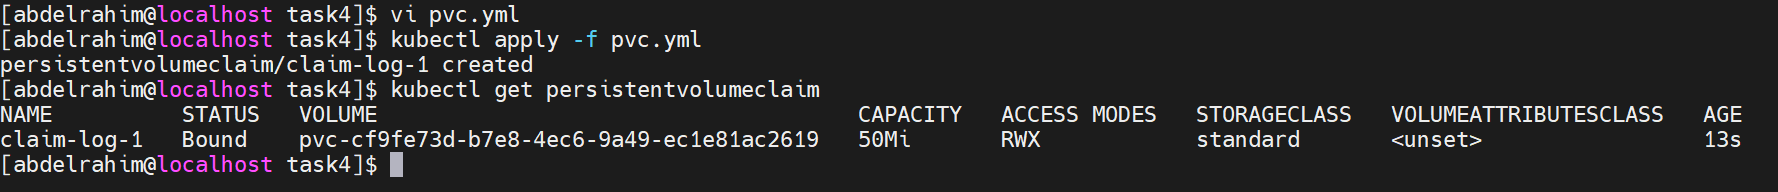 [abdelrahim@localhost task4]$ vi pvc.yml
[abdelrahim@localhost task4]$ kubectl apply -f pvc.yml
persistentvolumeclaim/claim-log-1 created
[abdelrahim@localhost task4]$ kubectl get persistentvolumeclaim
NAME          STATUS   VOLUME                                     CAPACITY   ACCESS MODES   STORAGECLASS   VOLUMEATTRIBUTESCLASS   AGE
claim-log-1   Bound    pvc-cf9fe73d-b7e8-4ec6-9a49-ec1e81ac2619   50Mi       RWX            standard       <unset>                 13s
[abdelrahim@localhost task4]$